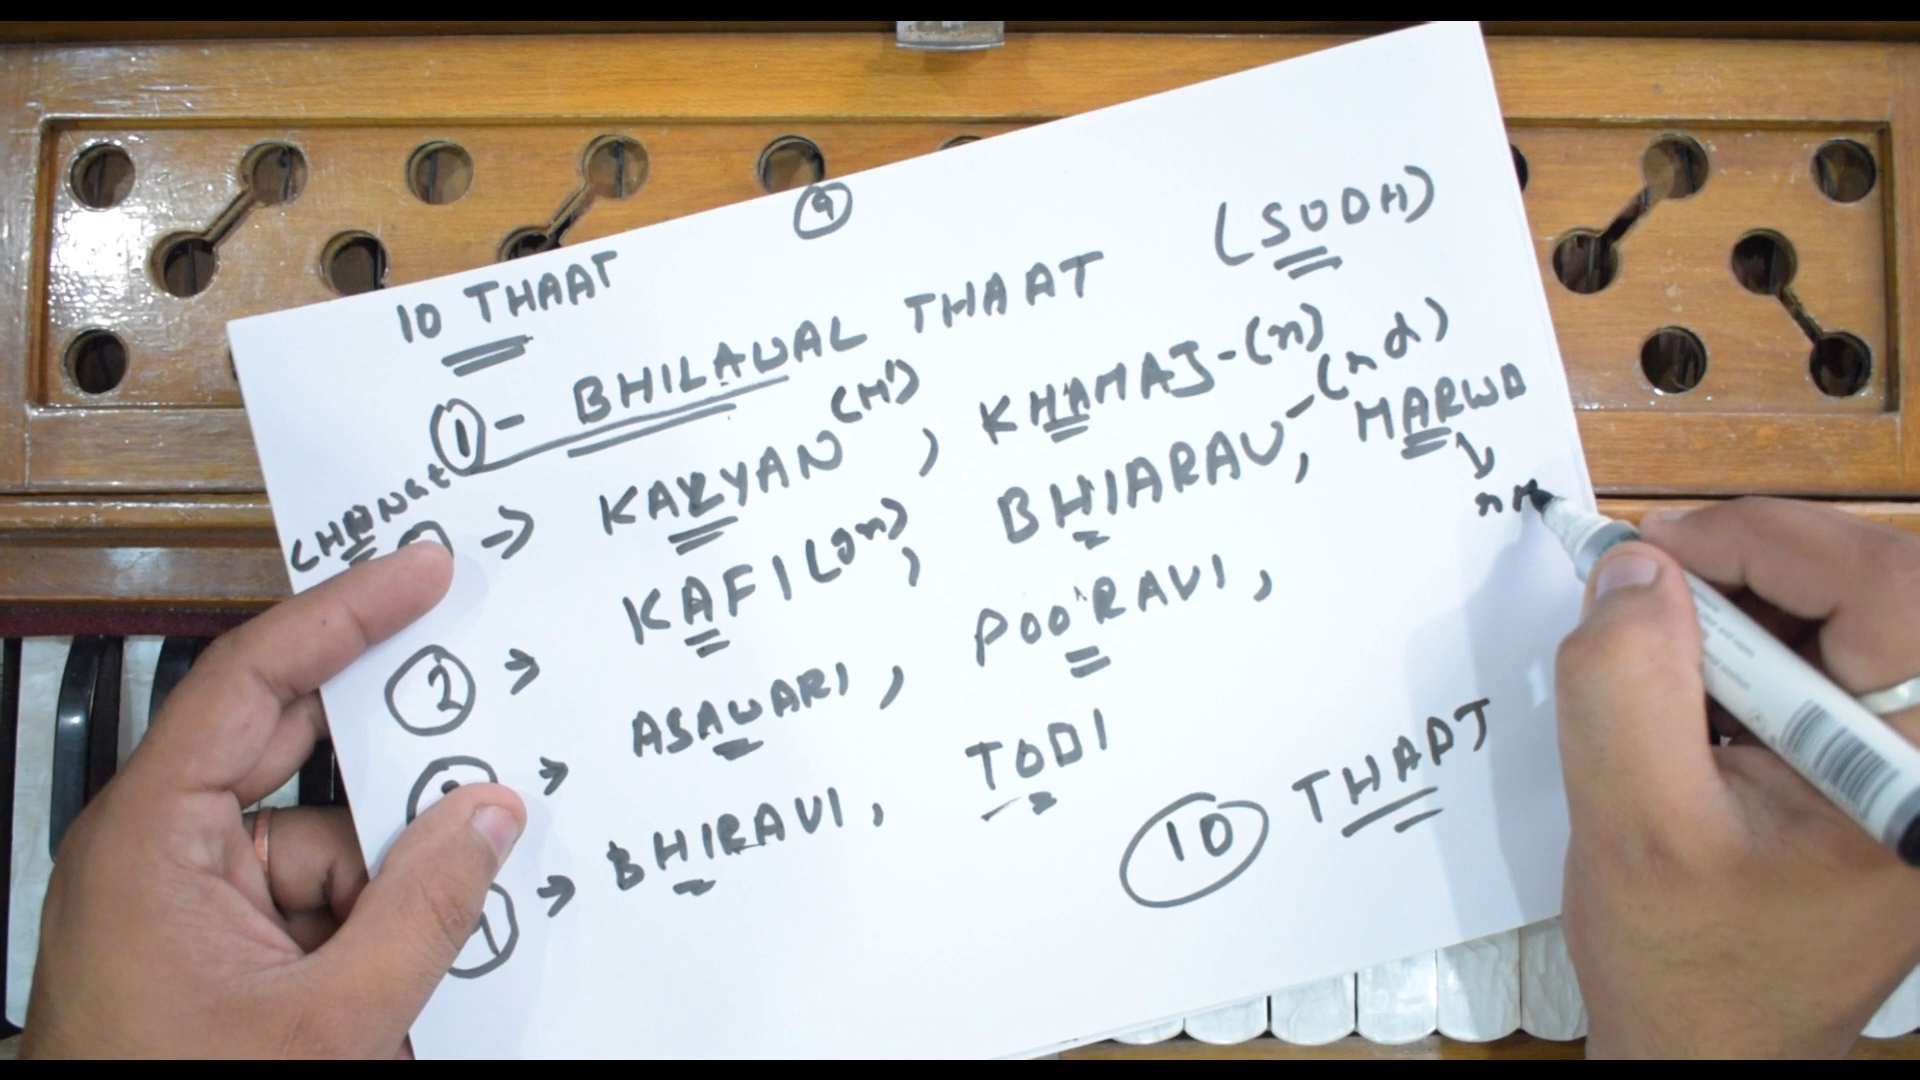 9
10 THAAT
(SUDH)
1 - BHILAWAL THAAT
CHANGE
→ KALYAN (M'), KHAMAJ-(n)
2 → KAFI (gn), BHIARAV-(r d), MARWA
↓
r M
→ ASAWARI, POORAVI,
4 → BHIRAVI, TODI
10 THAAT